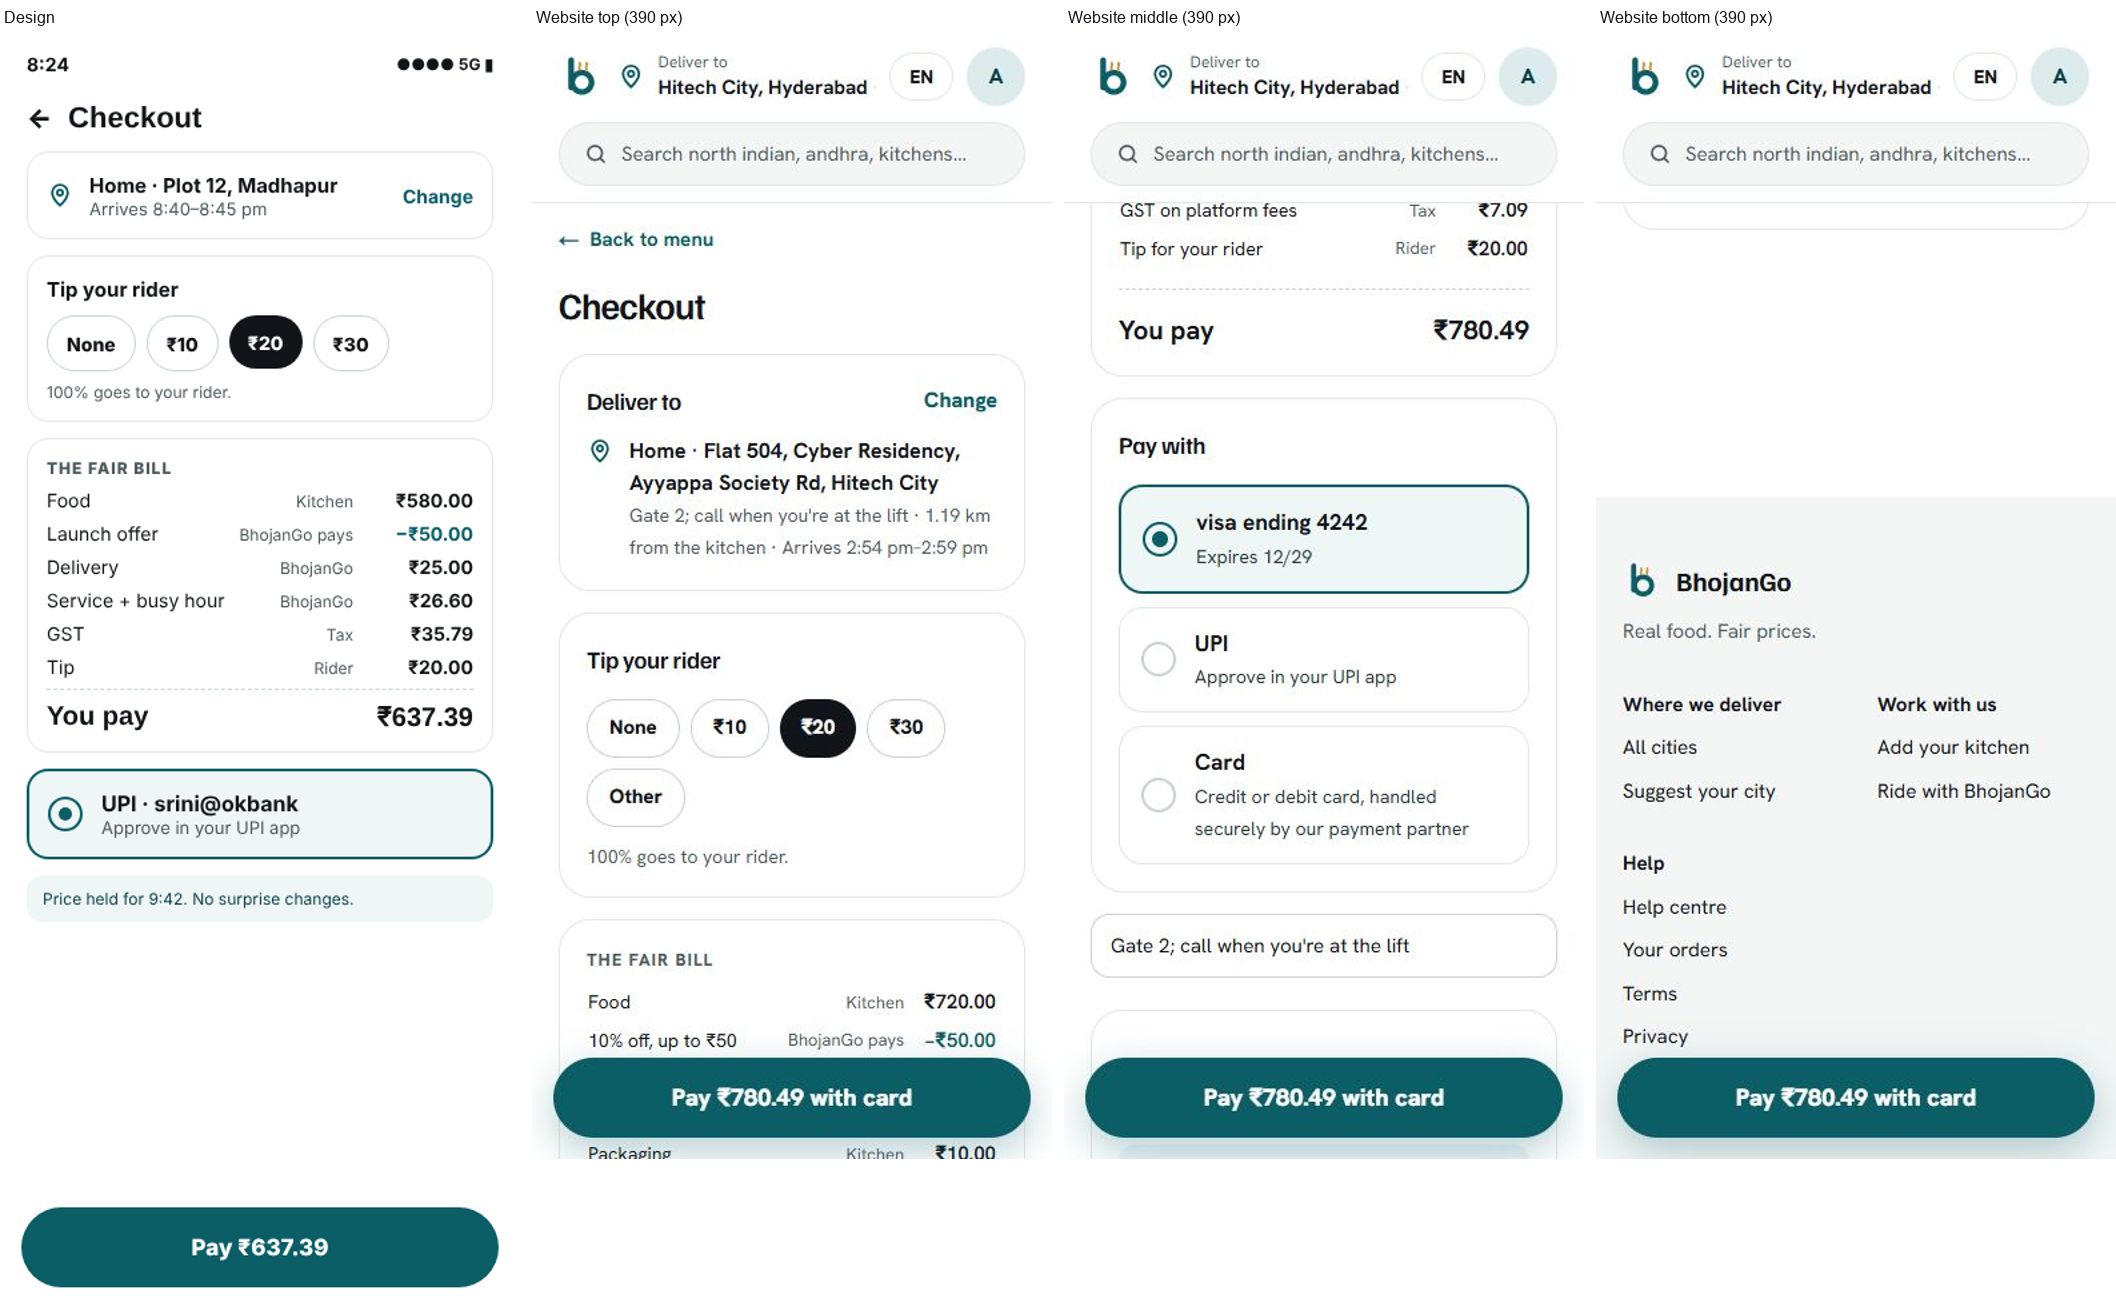 Design
8:24
5G
Checkout
Home · Plot 12, Madhapur
Arrives 8:40–8:45 pm
Change
Tip your rider
None ₹10 ₹20 ₹30
100% goes to your rider.
THE FAIR BILL
Food Kitchen ₹580.00
Launch offer BhojanGo pays −₹50.00
Delivery BhojanGo ₹25.00
Service + busy hour BhojanGo ₹26.60
GST Tax ₹35.79
Tip Rider ₹20.00
You pay ₹637.39
UPI · srini@okbank
Approve in your UPI app
Price held for 9:42. No surprise changes.
Pay ₹637.39
Website top (390 px)
Deliver to
Hitech City, Hyderabad
EN
A
Search north indian, andhra, kitchens...
← Back to menu
Checkout
Deliver to Change
Home · Flat 504, Cyber Residency,
Ayyappa Society Rd, Hitech City
Gate 2; call when you're at the lift · 1.19 km
from the kitchen · Arrives 2:54 pm–2:59 pm
Tip your rider
None ₹10 ₹20 ₹30
Other
100% goes to your rider.
THE FAIR BILL
Food Kitchen ₹720.00
10% off, up to ₹50 BhojanGo pays −₹50.00
Pay ₹780.49 with card
Packaging Kitchen ₹10.00
Website middle (390 px)
Deliver to
Hitech City, Hyderabad
EN
A
Search north indian, andhra, kitchens...
GST on platform fees Tax ₹7.09
Tip for your rider Rider ₹20.00
You pay ₹780.49
Pay with
visa ending 4242
Expires 12/29
UPI
Approve in your UPI app
Card
Credit or debit card, handled
securely by our payment partner
Gate 2; call when you're at the lift
Pay ₹780.49 with card
Website bottom (390 px)
Deliver to
Hitech City, Hyderabad
EN
A
Search north indian, andhra, kitchens...
BhojanGo
Real food. Fair prices.
Where we deliver
All cities
Suggest your city
Work with us
Add your kitchen
Ride with BhojanGo
Help
Help centre
Your orders
Terms
Privacy
Pay ₹780.49 with card